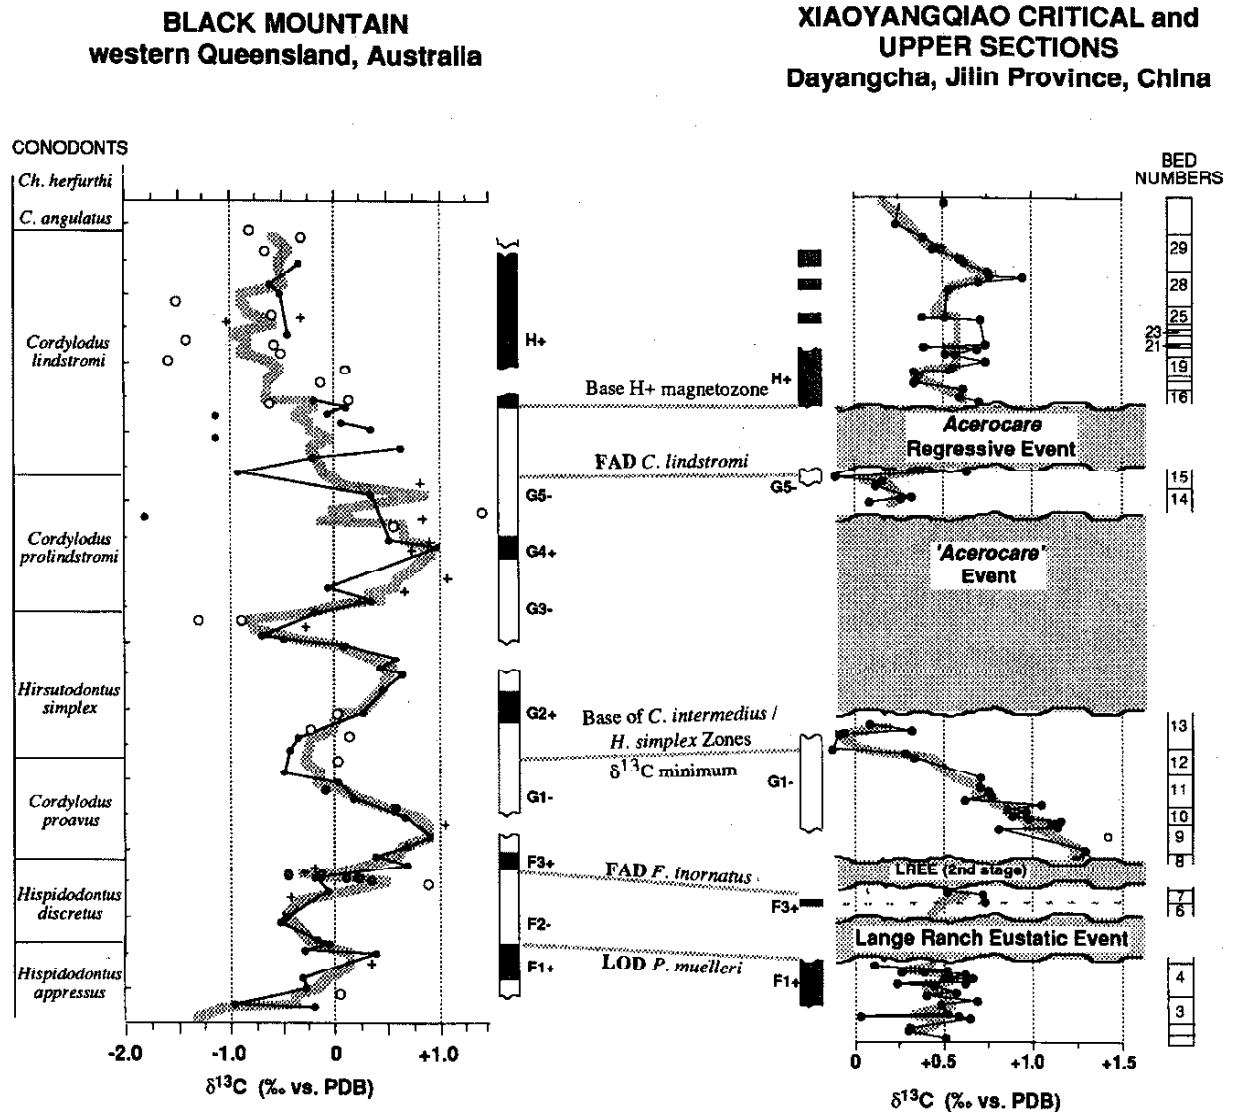 BLACK MOUNTAIN
western Queensland, Australia
XIAOYANGQIAO CRITICAL and
UPPER SECTIONS
Dayangcha, Jilin Province, China
CONODONTS
Ch. herfurthi
C. angulatus
Cordylodus
lindstromi
Cordylodus
prolindstromi
Hirsutodontus
simplex
Cordylodus
proavus
Hispidodontus
discretus
Hispidodontus
appressus
-2.0
-1.0
0
+1.0
δ¹³C (‰ vs. PDB)
H+
G5-
G4+
G3-
G2+
G1-
F3+
F2-
F1+
Base H+ magnetozone
FAD C. lindstromi
Base of C. intermedius /
H. simplex Zones
δ¹³C minimum
FAD F. inornatus
LOD P. muelleri
H+
G5-
G1-
F3+
F1+
Acerocare
Regressive Event
'Acerocare'
Event
LREE (2nd stage)
Lange Ranch Eustatic Event
0
+0.5
+1.0
+1.5
δ¹³C (‰ vs. PDB)
BED
NUMBERS
29
28
25
23
21
19
16
15
14
13
12
11
10
9
8
7
6
4
3